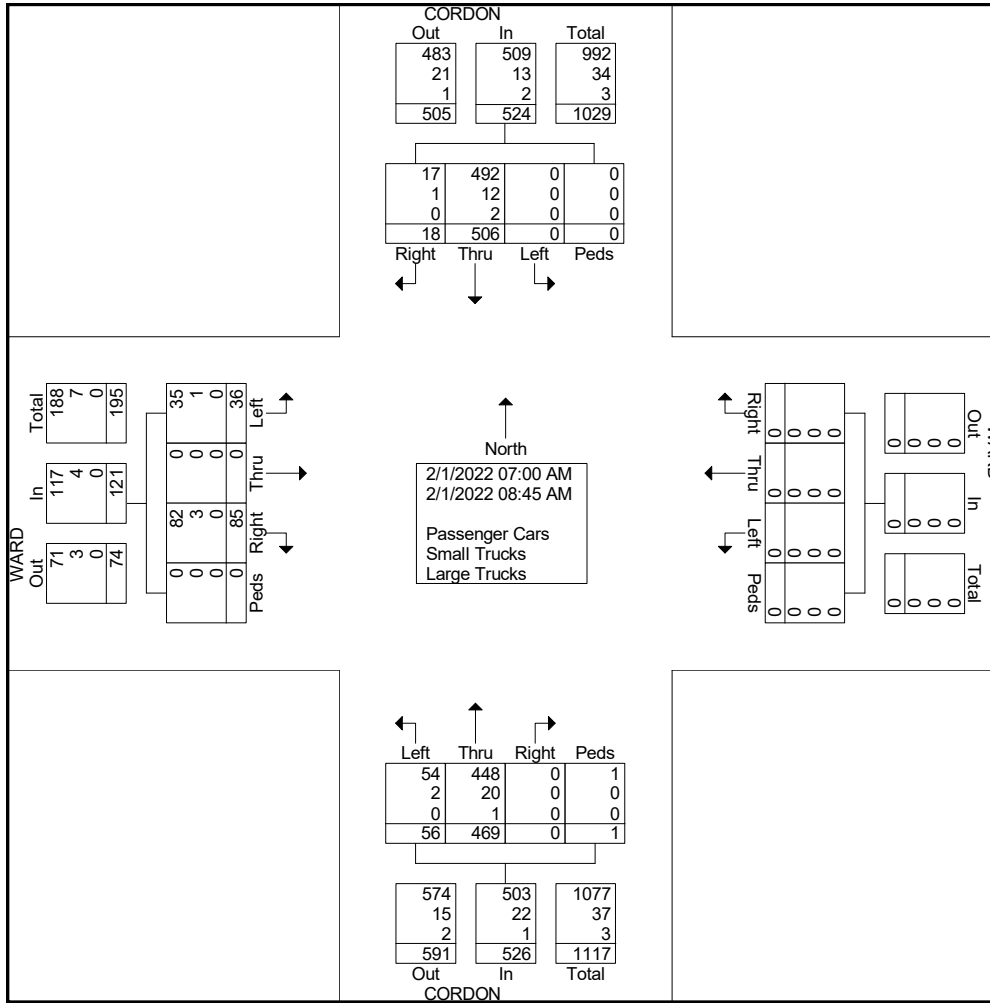 CORDON
Out In Total
483 509 992
21 13 34
1 2 3
505 524 1029
17 492 0 0
1 12 0 0
0 2 0 0
18 506 0 0
Right Thru Left Peds
WARD
Total
188 7 0 195
In
117 4 0 121
Out
71 3 0 74
35 1 0 36
Left
0 0 0 0
Thru
82 3 0 85
Right
0 0 0 0
Peds
North
2/1/2022 07:00 AM
2/1/2022 08:45 AM
Passenger Cars
Small Trucks
Large Trucks
Right
0 0 0 0
Thru
0 0 0 0
Left
0 0 0 0
Peds
0 0 0 0
Out
0 0 0 0
In
0 0 0 0
Total
0 0 0 0
Left Thru Right Peds
54 448 0 1
2 20 0 0
0 1 0 0
56 469 0 1
574 503 1077
15 22 37
2 1 3
591 526 1117
Out In Total
CORDON